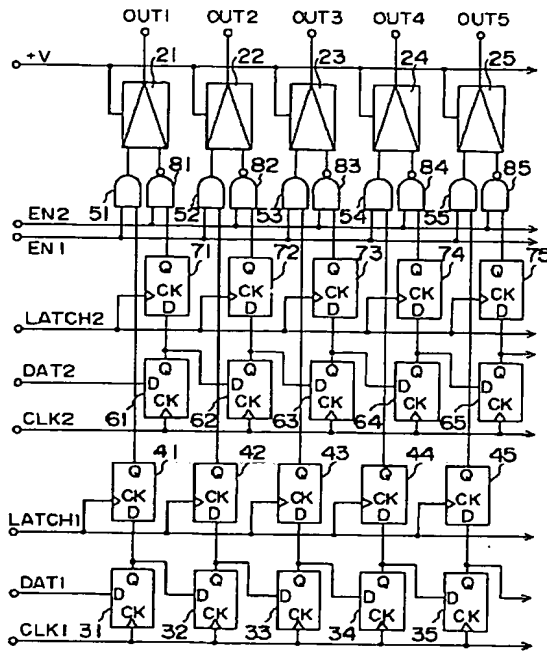 OUT1 OUT2 OUT3 OUT4 OUT5
+V 21 22 23 24 25
51 81 52 82 53 83 54 84 55 85
EN2
EN1
71 72 73 74 75
Q Q Q Q Q
CK CK CK CK CK
D D D D D
LATCH2
Q Q Q Q Q
DAT2 D D D D D
CK CK CK CK CK
61 62 63 64 65
CLK2
41 42 43 44 45
Q Q Q Q Q
CK CK CK CK CK
D D D D D
LATCH1
Q Q Q Q Q
DAT1 D D D D D
CK CK CK CK CK
31 32 33 34 35
CLK1